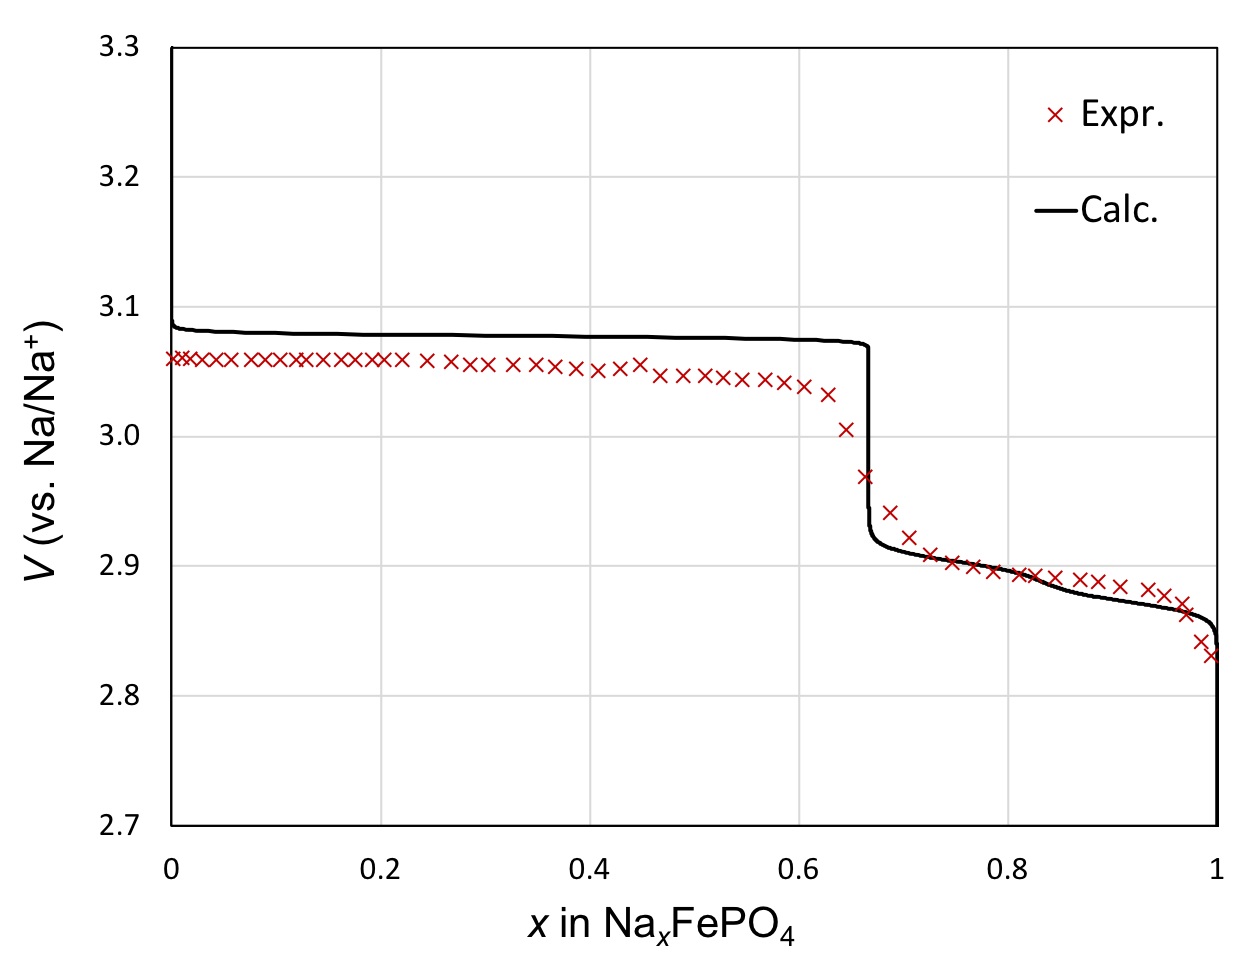 3.3
3.2
3.1
3.0
2.9
2.8
2.7
V (vs. Na/Na⁺)
Expr.
Calc.
0 0.2 0.4 0.6 0.8 1
x in NaₓFePO₄